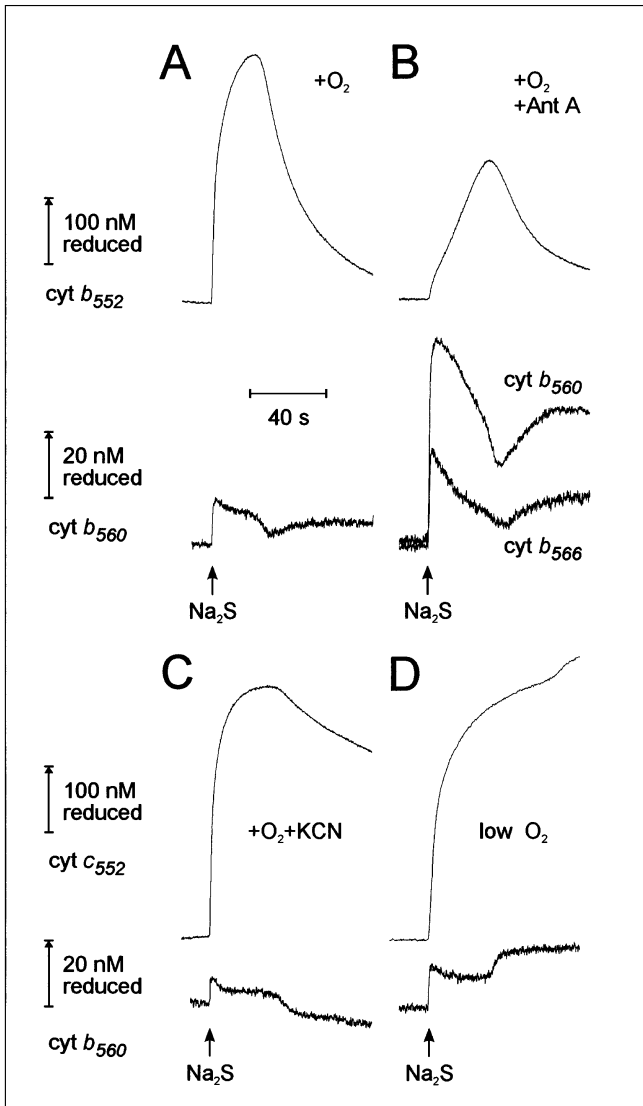 A
+O₂
B
+O₂
+Ant A
100 nM
reduced
cyt b552
cyt b560
40 s
20 nM
reduced
cyt b560
cyt b566
Na₂S
Na₂S
C
D
100 nM
reduced
+O₂+KCN
low O₂
cyt c552
20 nM
reduced
cyt b560
Na₂S
Na₂S